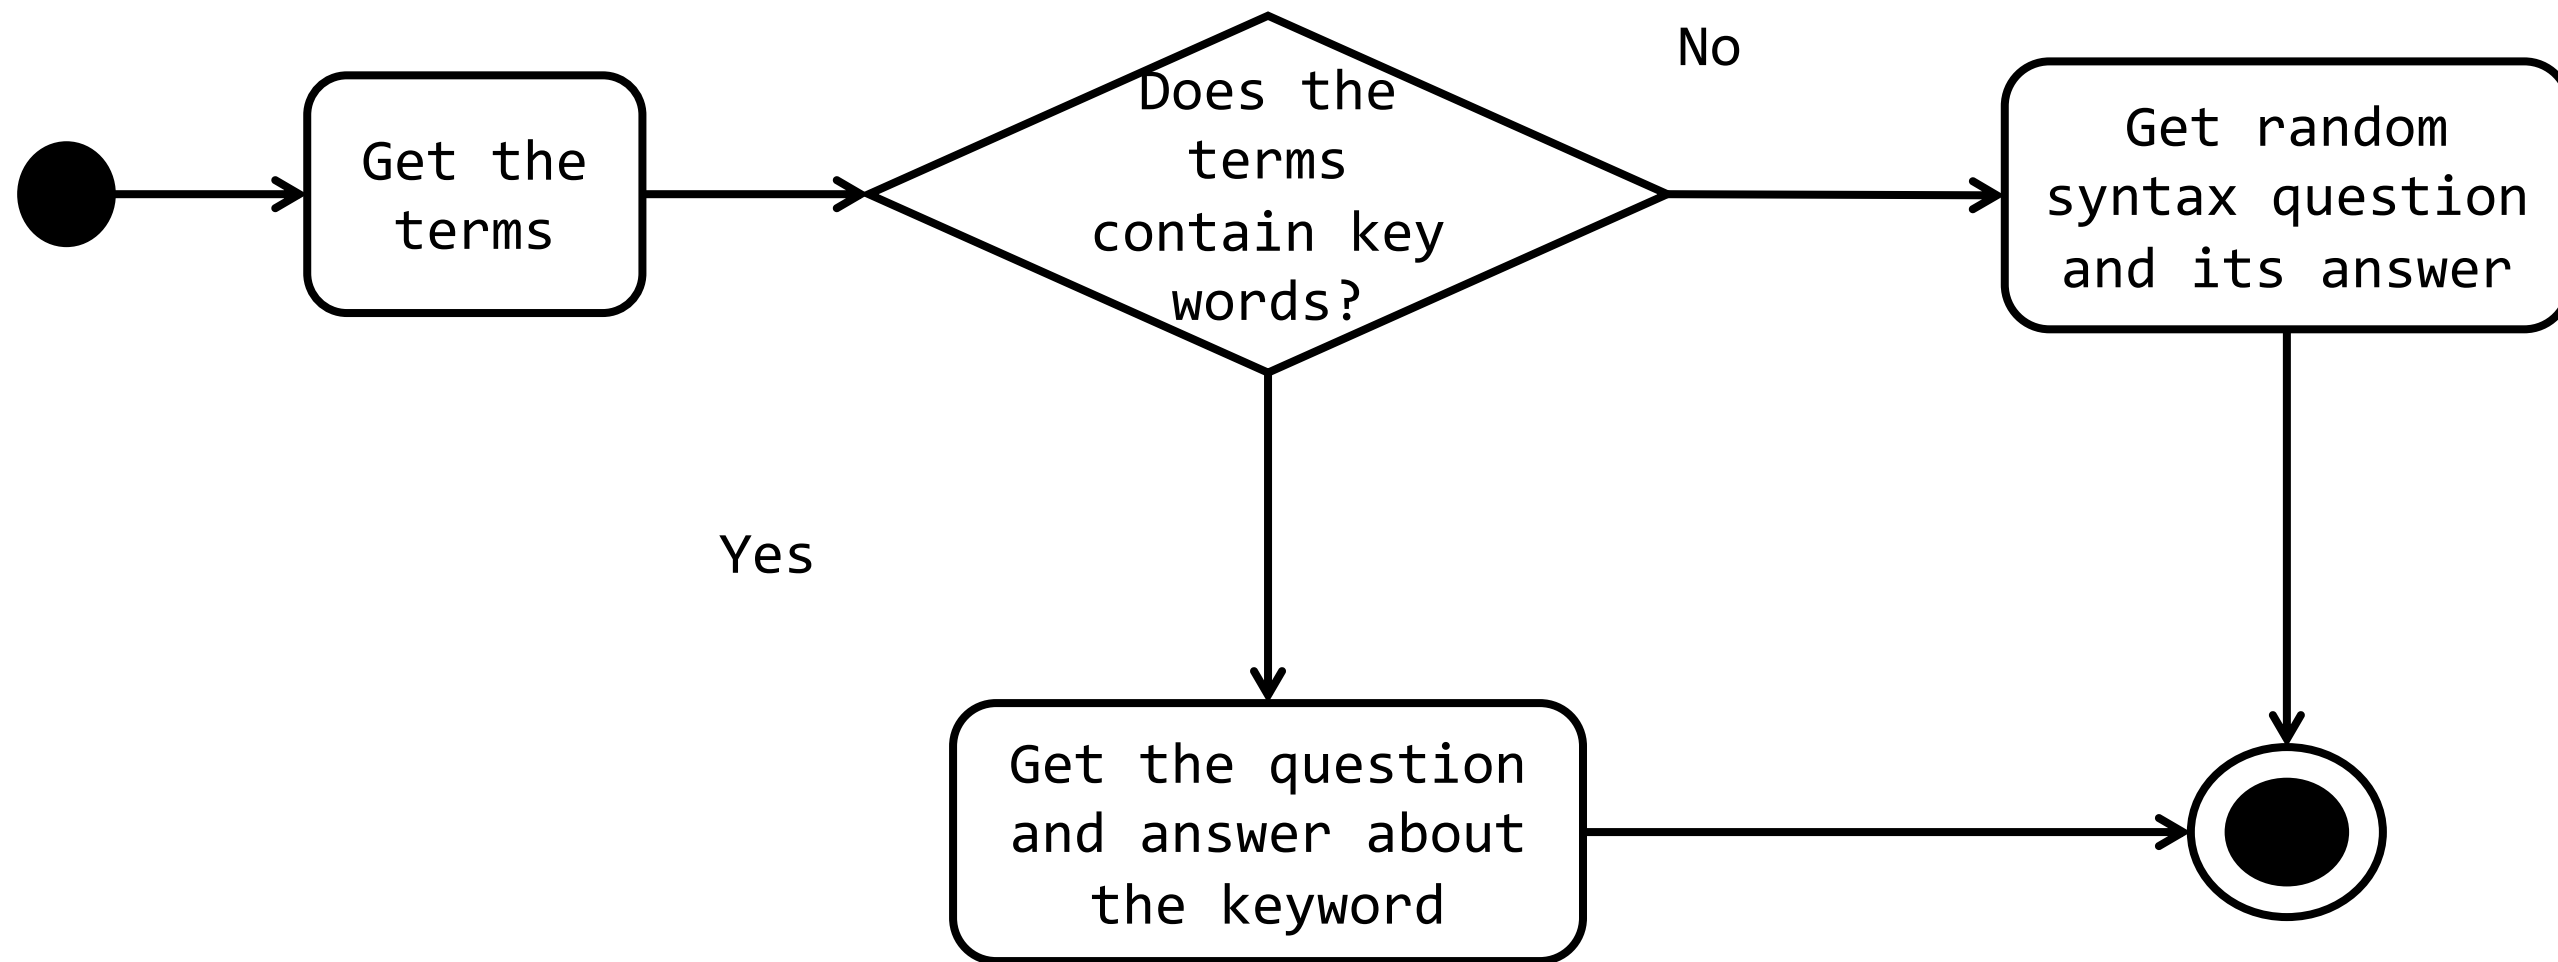 Get the
terms
Does the
terms
contain key
words?
No
Get random
syntax question
and its answer
Yes
Get the question
and answer about
the keyword